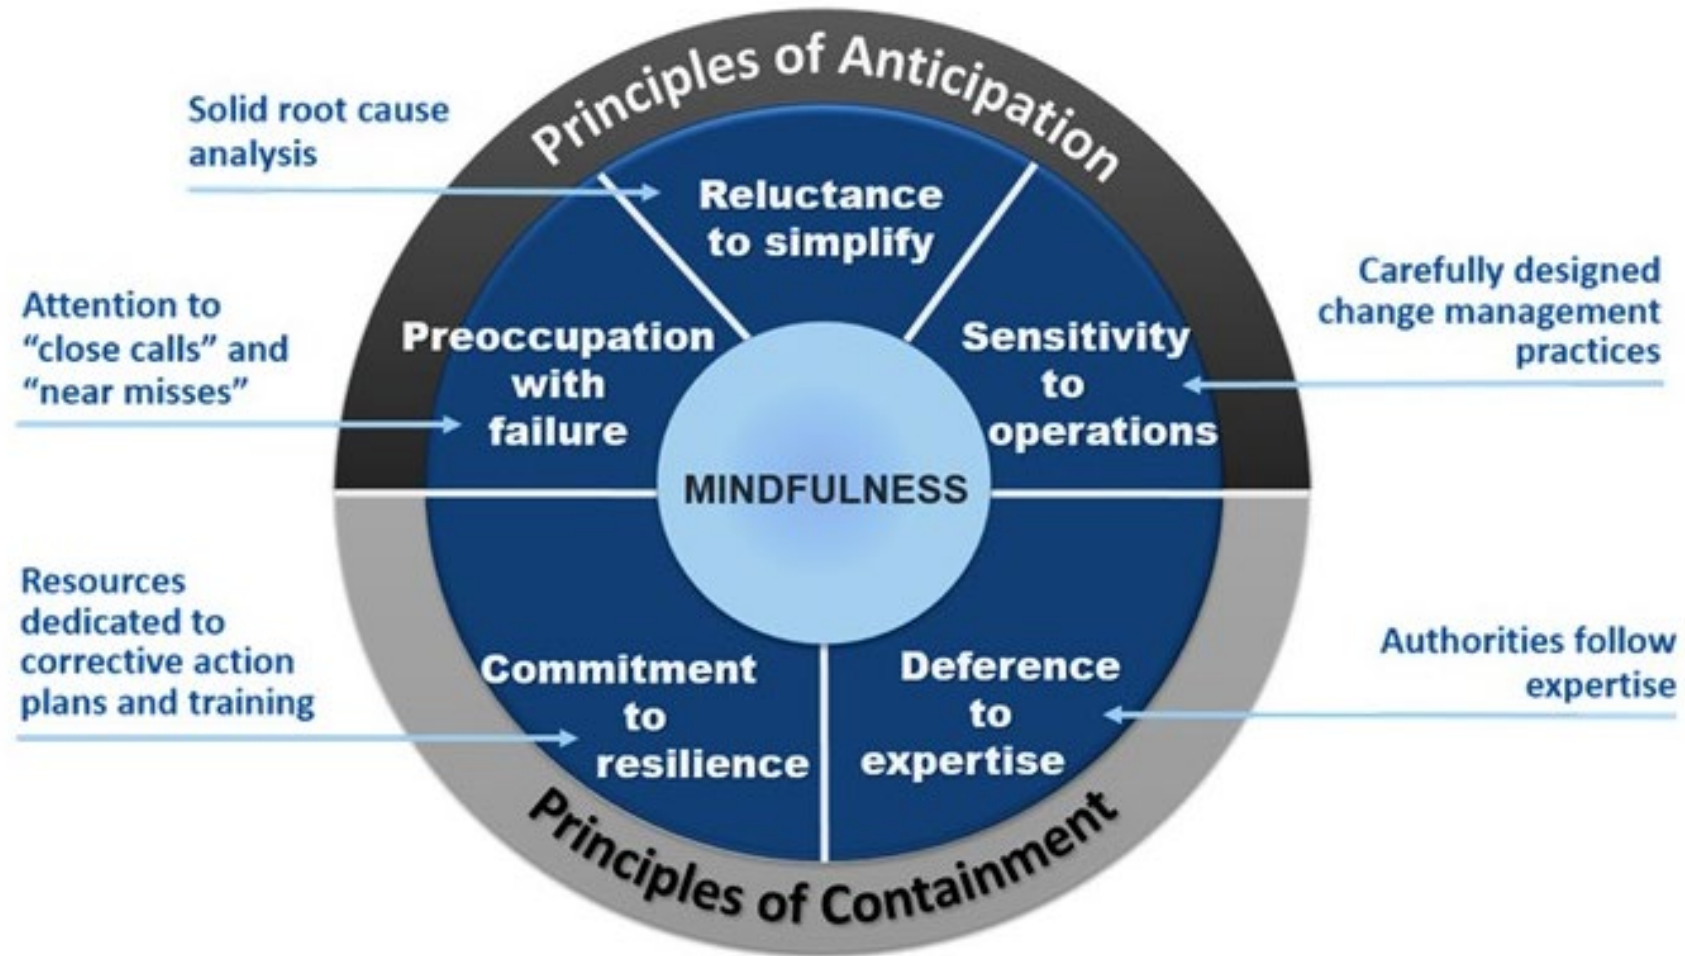 Principles of Anticipation
Solid root cause
analysis
Reluctance
to simplify
Attention to
“close calls” and
“near misses”
Preoccupation
with
failure
Sensitivity
to
operations
Carefully designed
change management
practices
MINDFULNESS
Resources
dedicated to
corrective action
plans and training
Commitment
to
resilience
Deference
to
expertise
Authorities follow
expertise
Principles of Containment